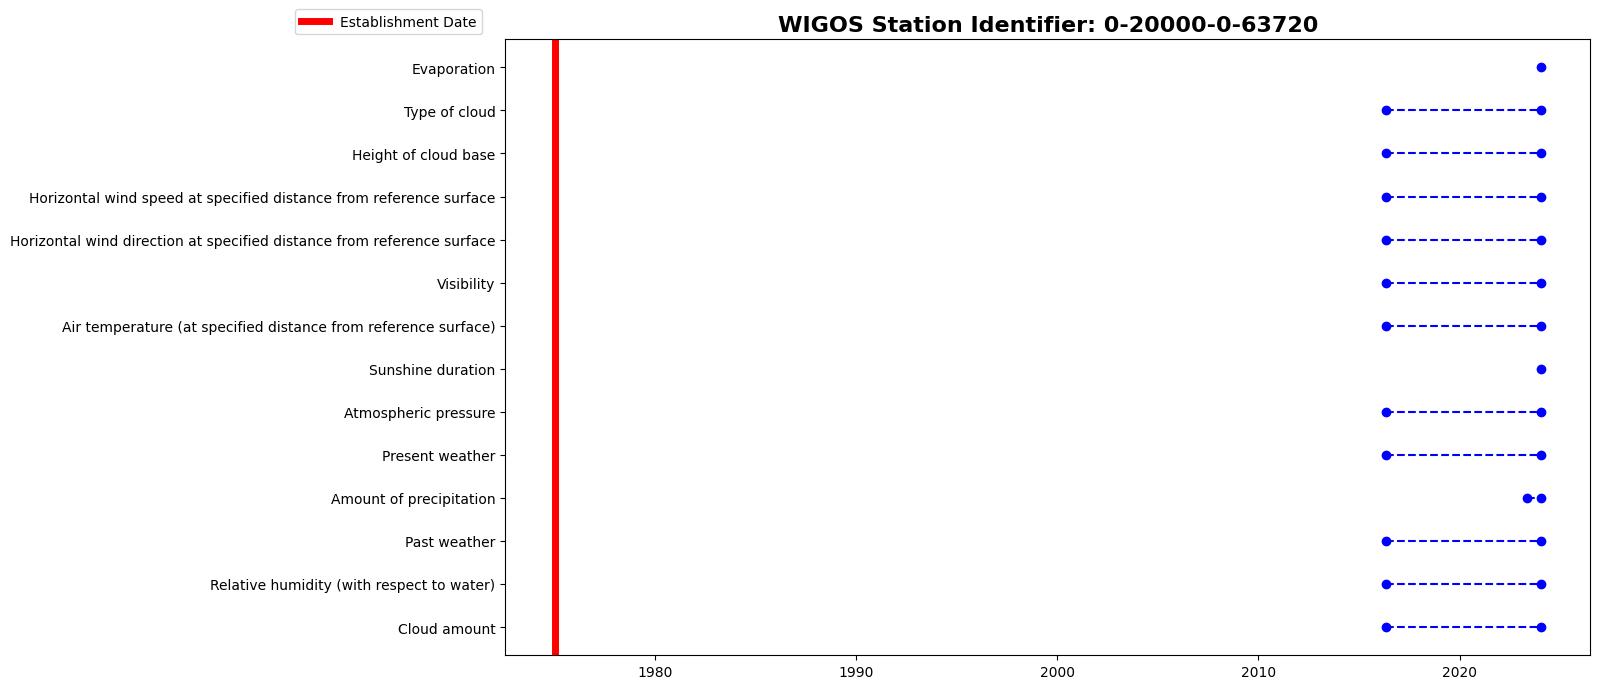 Establishment Date
WIGOS Station Identifier: 0-20000-0-63720
Evaporation
Type of cloud
Height of cloud base
Horizontal wind speed at specified distance from reference surface
Horizontal wind direction at specified distance from reference surface
Visibility
Air temperature (at specified distance from reference surface)
Sunshine duration
Atmospheric pressure
Present weather
Amount of precipitation
Past weather
Relative humidity (with respect to water)
Cloud amount
1980 1990 2000 2010 2020